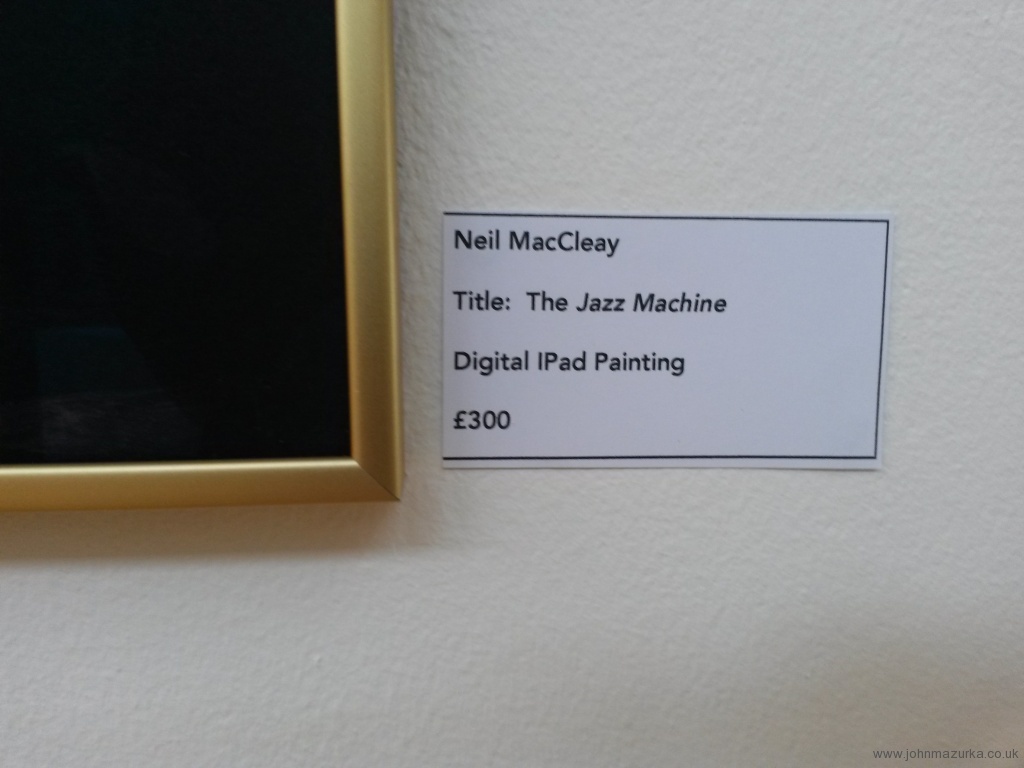 Neil MacCleay
Title: The Jazz Machine
Digital IPad Painting
£300
www.johnmazurka.co.uk